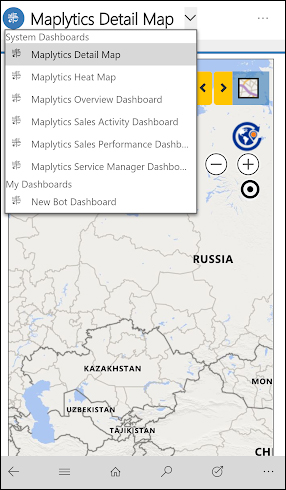 Maplytics Detail Map
System Dashboards
Maplytics Detail Map
Maplytics Heat Map
Maplytics Overview Dashboard
Maplytics Sales Activity Dashboard
Maplytics Sales Performance Dashb...
Maplytics Service Manager Dashbo...
My Dashboards
New Bot Dashboard
RUSSIA
KAZAKHSTAN
MON
UZBEKISTAN
TAJIKISTAN
CHI